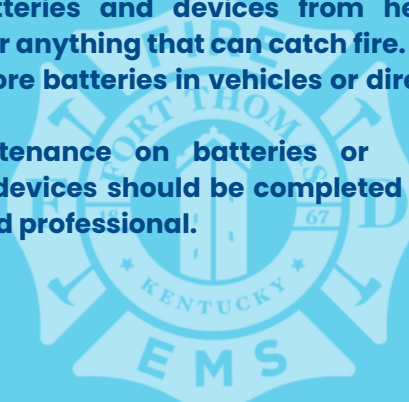 tteries and devices from he
r anything that can catch fire.
ore batteries in vehicles or dire
tenance on batteries or
devices should be completed
d professional.
FIRE
FORT THOMAS
18 67
D
KENTUCKY
EMS